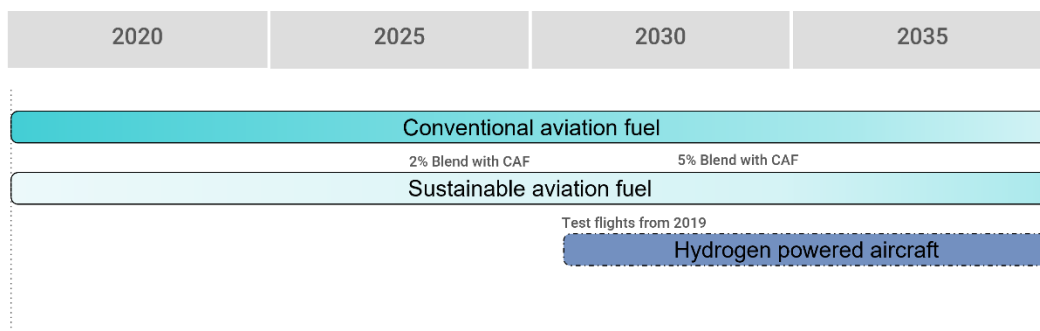 2020 2025 2030 2035
Conventional aviation fuel
2% Blend with CAF 5% Blend with CAF
Sustainable aviation fuel
Test flights from 2019
Hydrogen powered aircraft